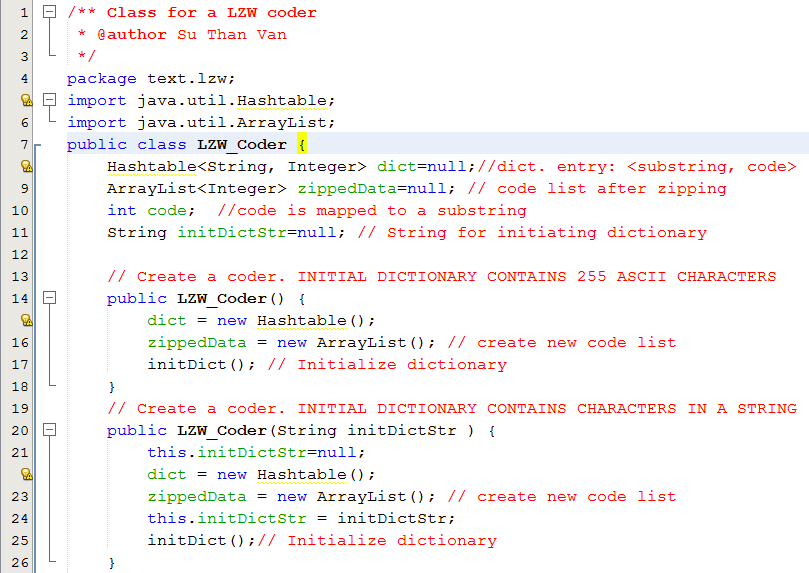 1 /** Class for a LZW coder
2  * @author Su Than Van
3  */
4 package text.lzw;
import java.util.Hashtable;
6 import java.util.ArrayList;
7 public class LZW_Coder {
    Hashtable<String, Integer> dict=null;//dict. entry: <substring, code>
9     ArrayList<Integer> zippedData=null; // code list after zipping
10     int code;  //code is mapped to a substring
11     String initDictStr=null; // String for initiating dictionary
12
13     // Create a coder. INITIAL DICTIONARY CONTAINS 255 ASCII CHARACTERS
14     public LZW_Coder() {
        dict = new Hashtable();
16         zippedData = new ArrayList(); // create new code list
17         initDict(); // Initialize dictionary
18     }
19     // Create a coder. INITIAL DICTIONARY CONTAINS CHARACTERS IN A STRING
20     public LZW_Coder(String initDictStr ) {
21         this.initDictStr=null;
        dict = new Hashtable();
23         zippedData = new ArrayList(); // create new code list
24         this.initDictStr = initDictStr;
25         initDict();// Initialize dictionary
26     }